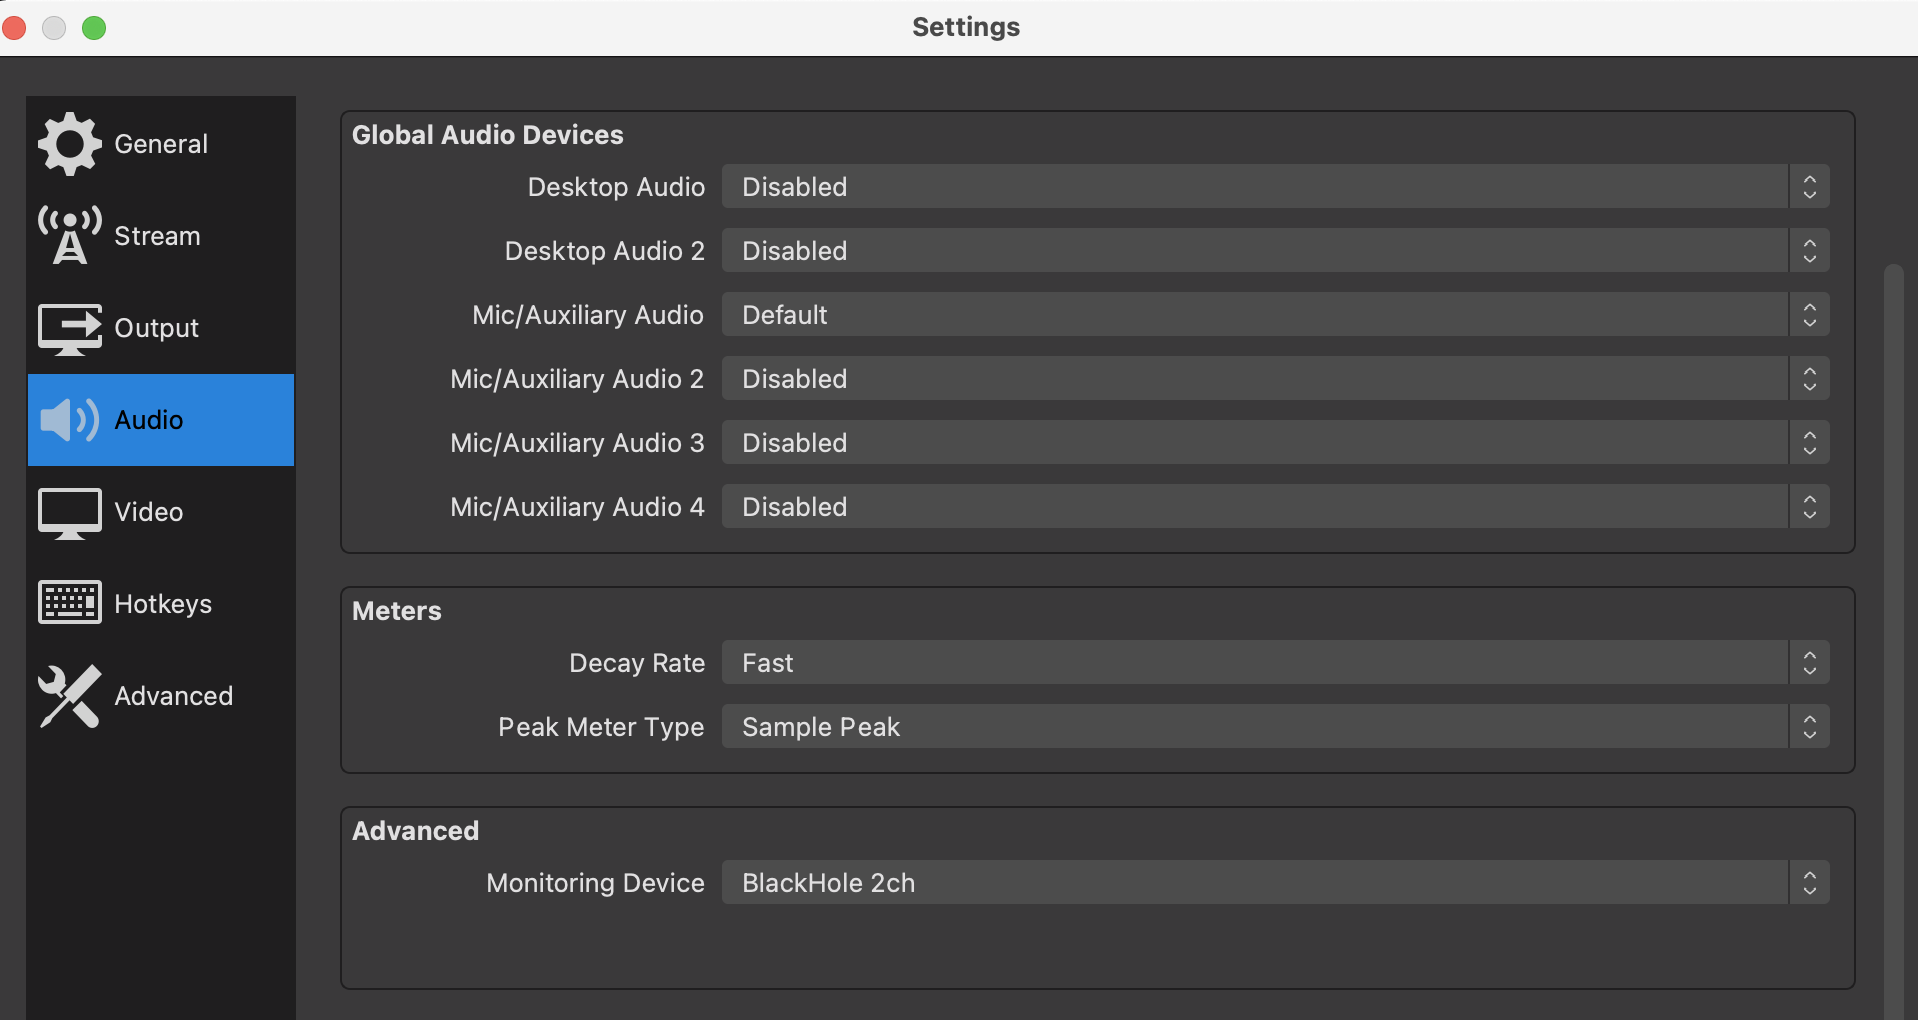 Settings
General
Stream
Output
Audio
Video
Hotkeys
Advanced
Global Audio Devices
Desktop Audio Disabled
Desktop Audio 2 Disabled
Mic/Auxiliary Audio Default
Mic/Auxiliary Audio 2 Disabled
Mic/Auxiliary Audio 3 Disabled
Mic/Auxiliary Audio 4 Disabled
Meters
Decay Rate Fast
Peak Meter Type Sample Peak
Advanced
Monitoring Device BlackHole 2ch